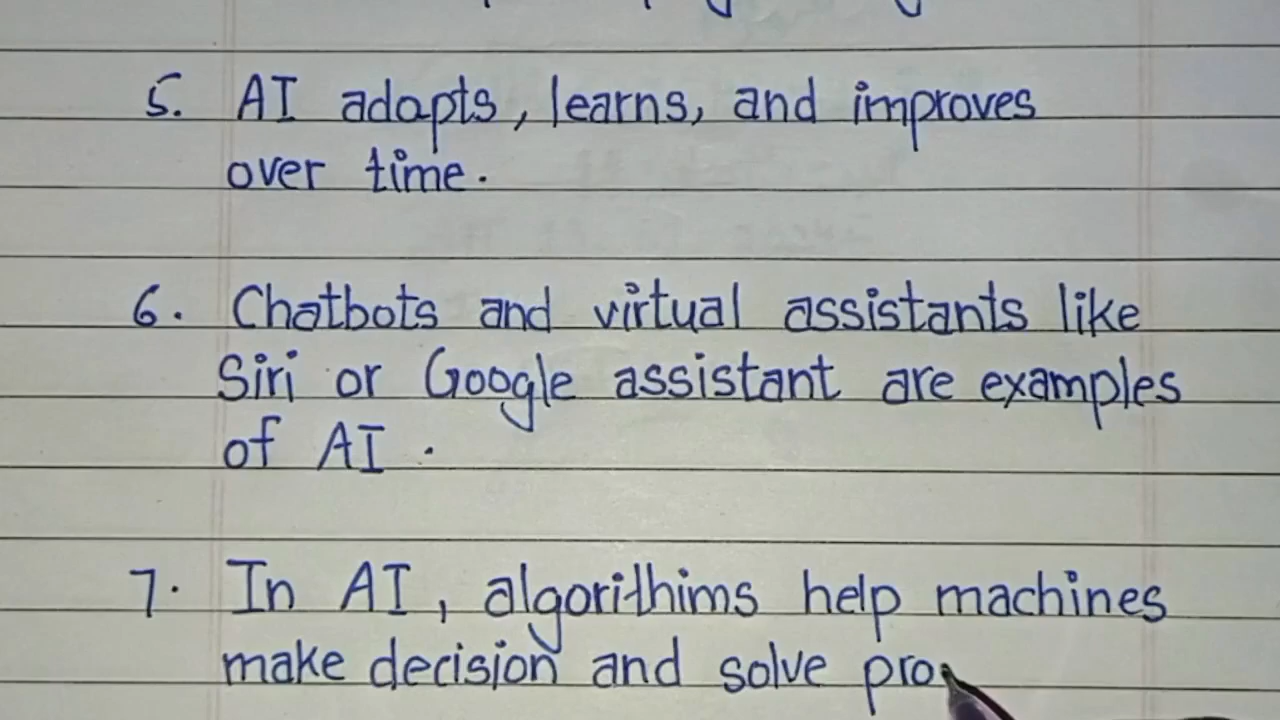 5. AI adapts, learns, and improves
over time.
6. Chatbots and virtual assistants like
Siri or Google assistant are examples
of AI.
7. In AI, algorithims help machines
make decision and solve pro